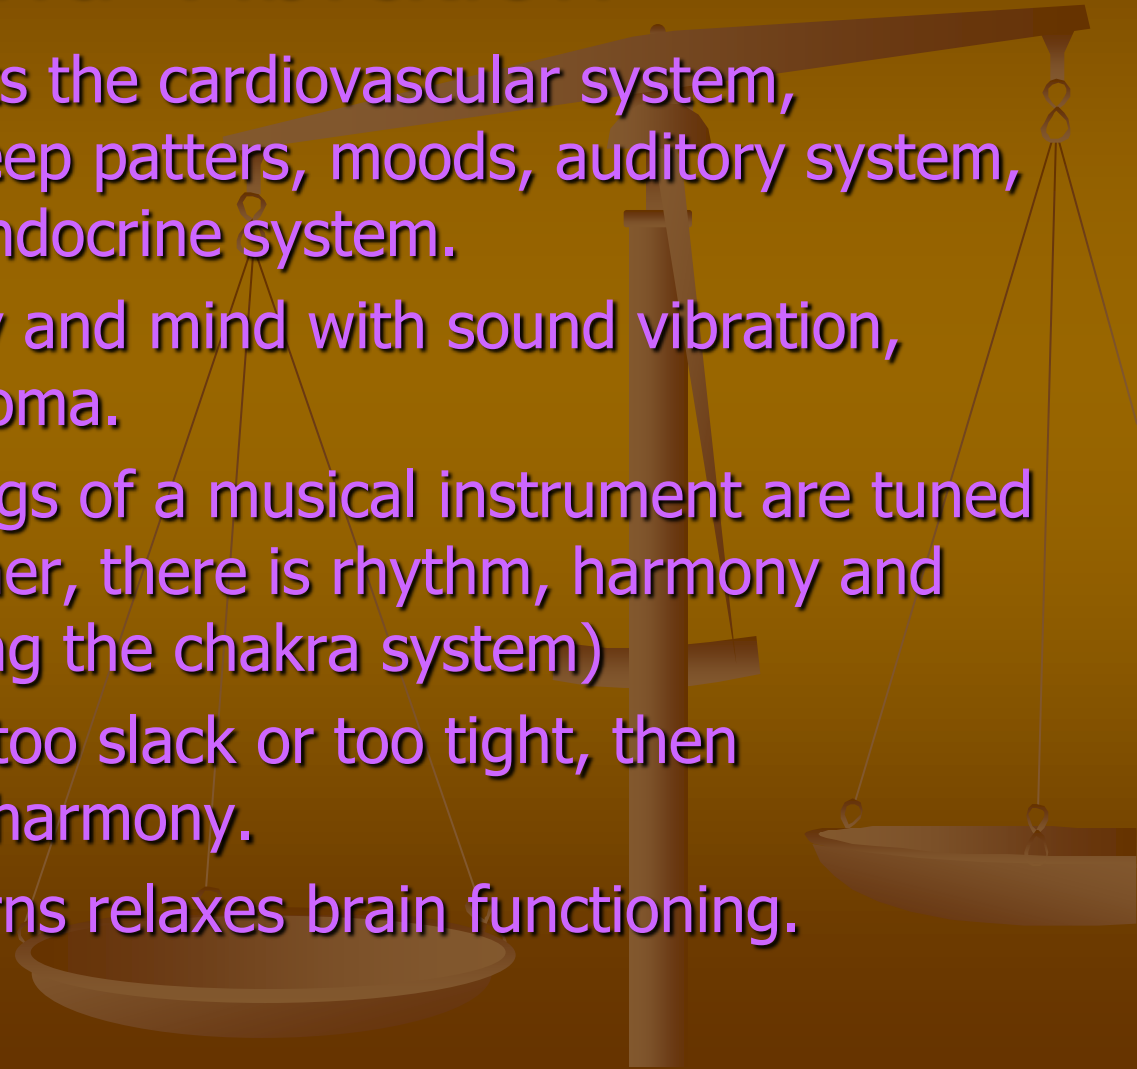 s the cardiovascular system,
eep patters, moods, auditory system,
ndocrine system.
and mind with sound vibration,
oma.
gs of a musical instrument are tuned
ner, there is rhythm, harmony and
ng the chakra system)
too slack or too tight, then
harmony.
rns relaxes brain functioning.